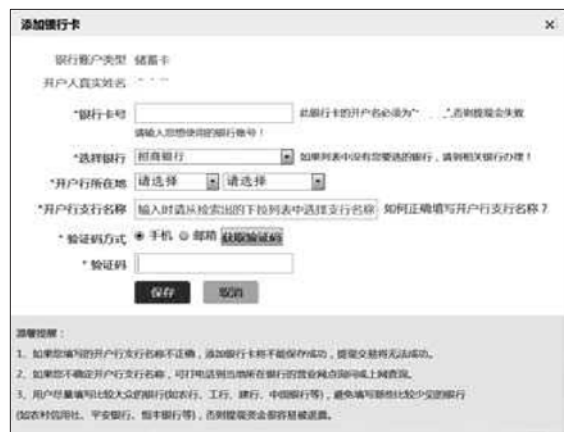 添加银行卡
×
银行账户类型 储蓄卡
开户人真实姓名
*银行卡号 此银行卡的开户名必须为“ ”,否则提现会失败
请输入您想使用的银行账号！
*选择银行 招商银行 如果列表中没有您要选的银行，请到相关银行办理！
*开户行所在地 请选择 请选择
*开户行支行名称 输入时请从检索出的下拉列表中选择支行名称 如何正确填写开户行支行名称？
* 验证码方式 手机 邮箱 获取验证码
* 验证码
保存 取消
温馨提醒：
1、如果您填写的开户行支行名称不正确，添加银行卡将不能保存成功，提现交易将无法成功。
2、如果您不确定开户行支行名称，可打电话到当地所在银行的营业网点询问或上网查询。
3、用户尽量填写比较大众的银行(如农行、工行、建行、中国银行等)，避免填写那些比较少见的银行
(如农村信用社、平安银行、恒丰银行等)，否则提现资金很容易被退票。